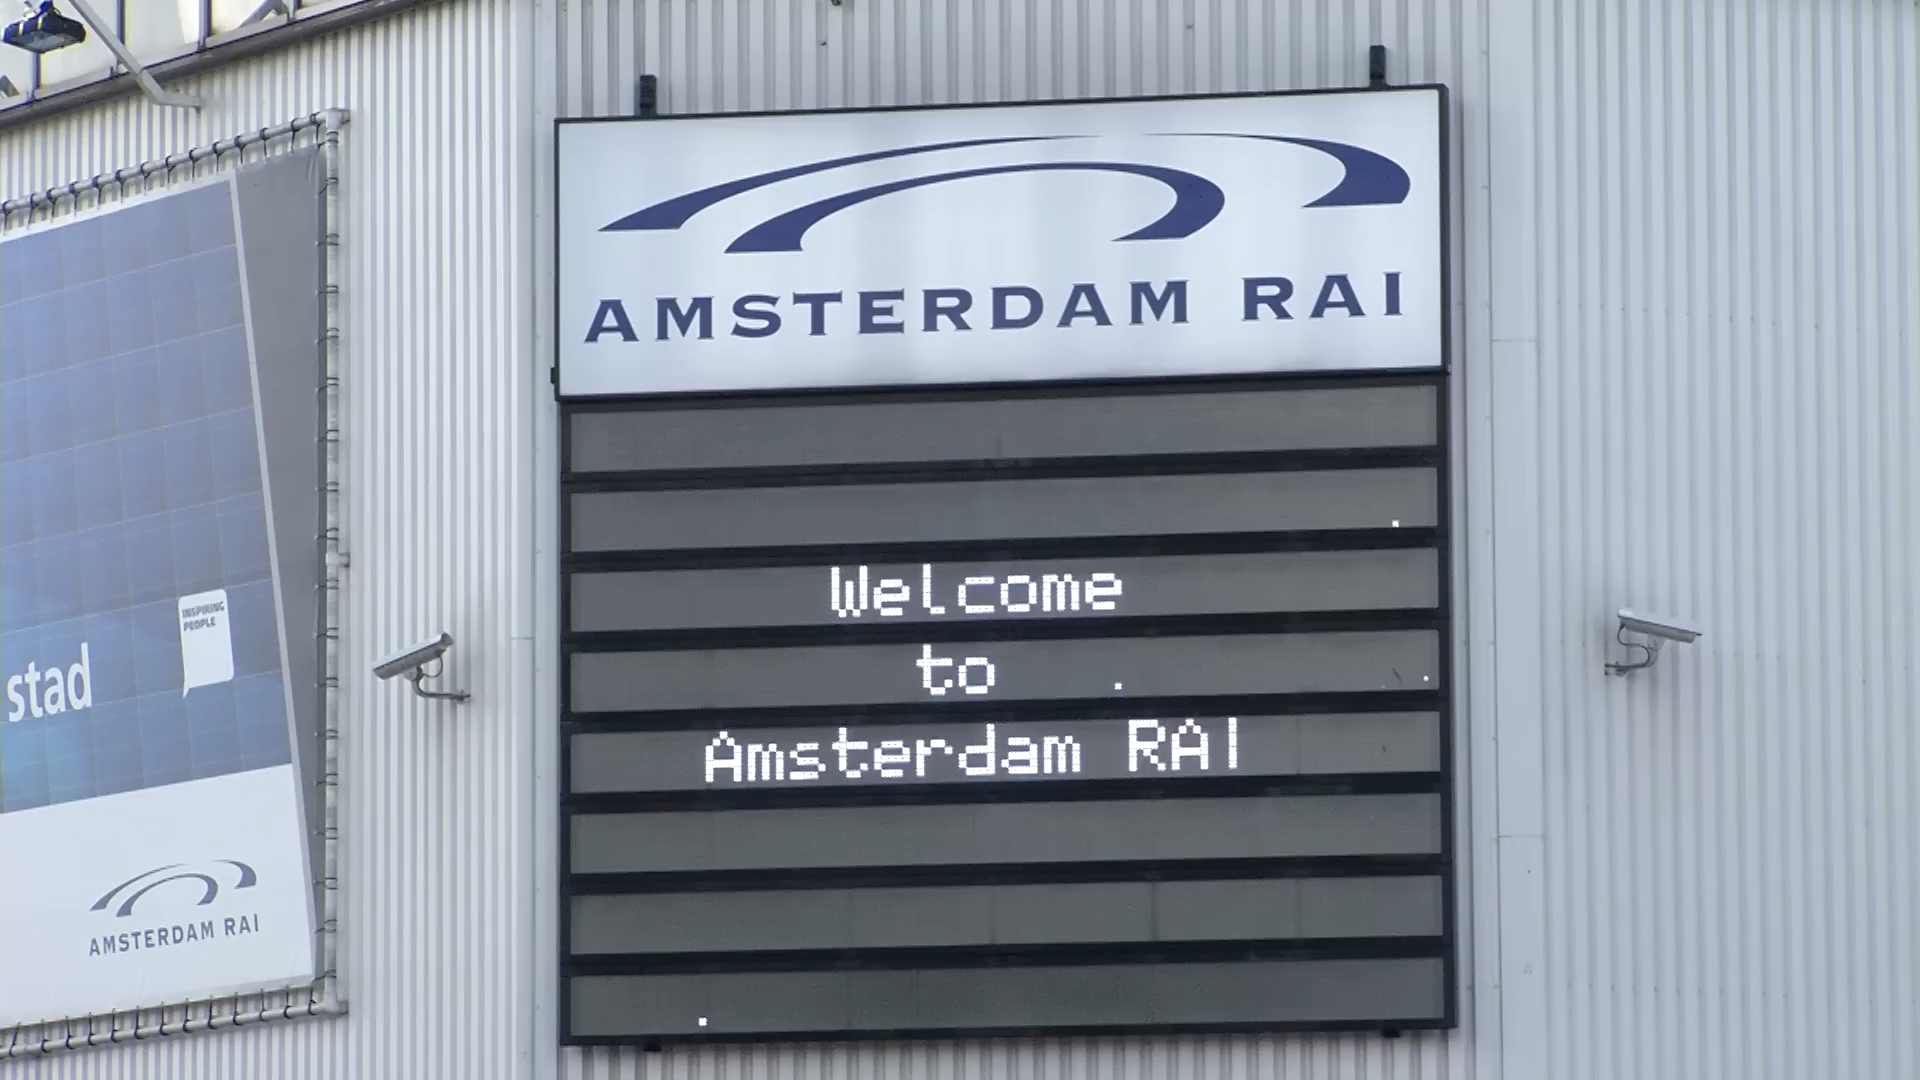 AMSTERDAM RAI
Welcome
to
Amsterdam RAI
INSPIRING
PEOPLE
stad
AMSTERDAM RAI